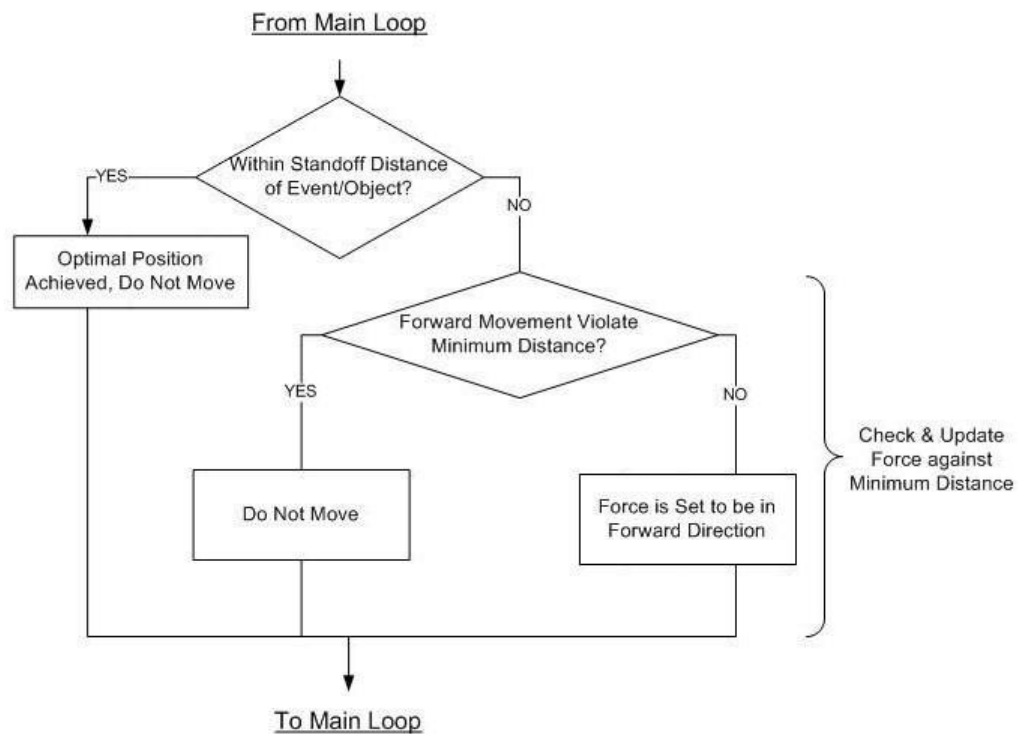 From Main Loop
Within Standoff Distance
of Event/Object?
YES
NO
Optimal Position
Achieved, Do Not Move
Forward Movement Violate
Minimum Distance?
YES
NO
Check & Update
Force against
Minimum Distance
Do Not Move
Force is Set to be in
Forward Direction
To Main Loop